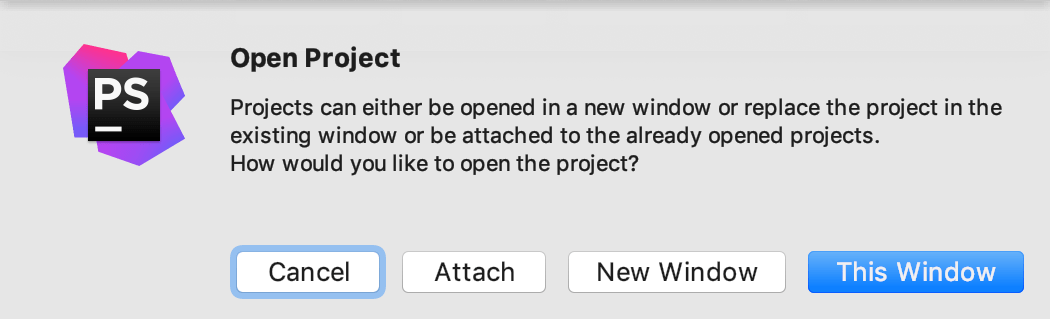 Open Project
PS
Projects can either be opened in a new window or replace the project in the
existing window or be attached to the already opened projects.
How would you like to open the project?
Cancel
Attach
New Window
This Window